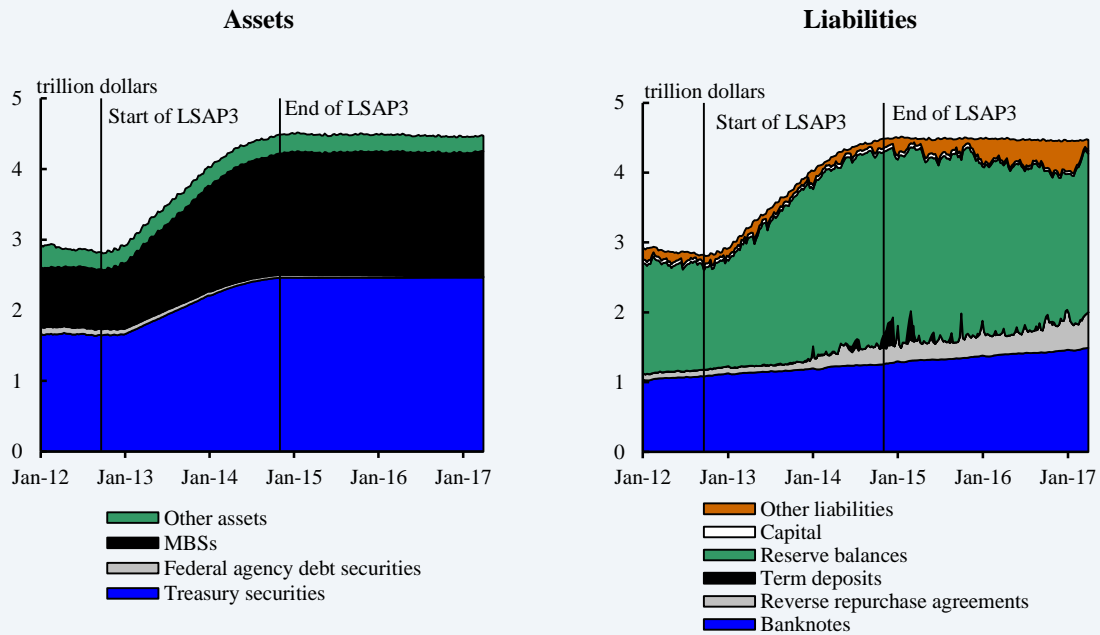 Assets
trillion dollars
Start of LSAP3
End of LSAP3
5
4
3
2
1
0
Jan-12 Jan-13 Jan-14 Jan-15 Jan-16 Jan-17
Other assets
MBSs
Federal agency debt securities
Treasury securities
Liabilities
trillion dollars
Start of LSAP3
End of LSAP3
5
4
3
2
1
0
Jan-12 Jan-13 Jan-14 Jan-15 Jan-16 Jan-17
Other liabilities
Capital
Reserve balances
Term deposits
Reverse repurchase agreements
Banknotes